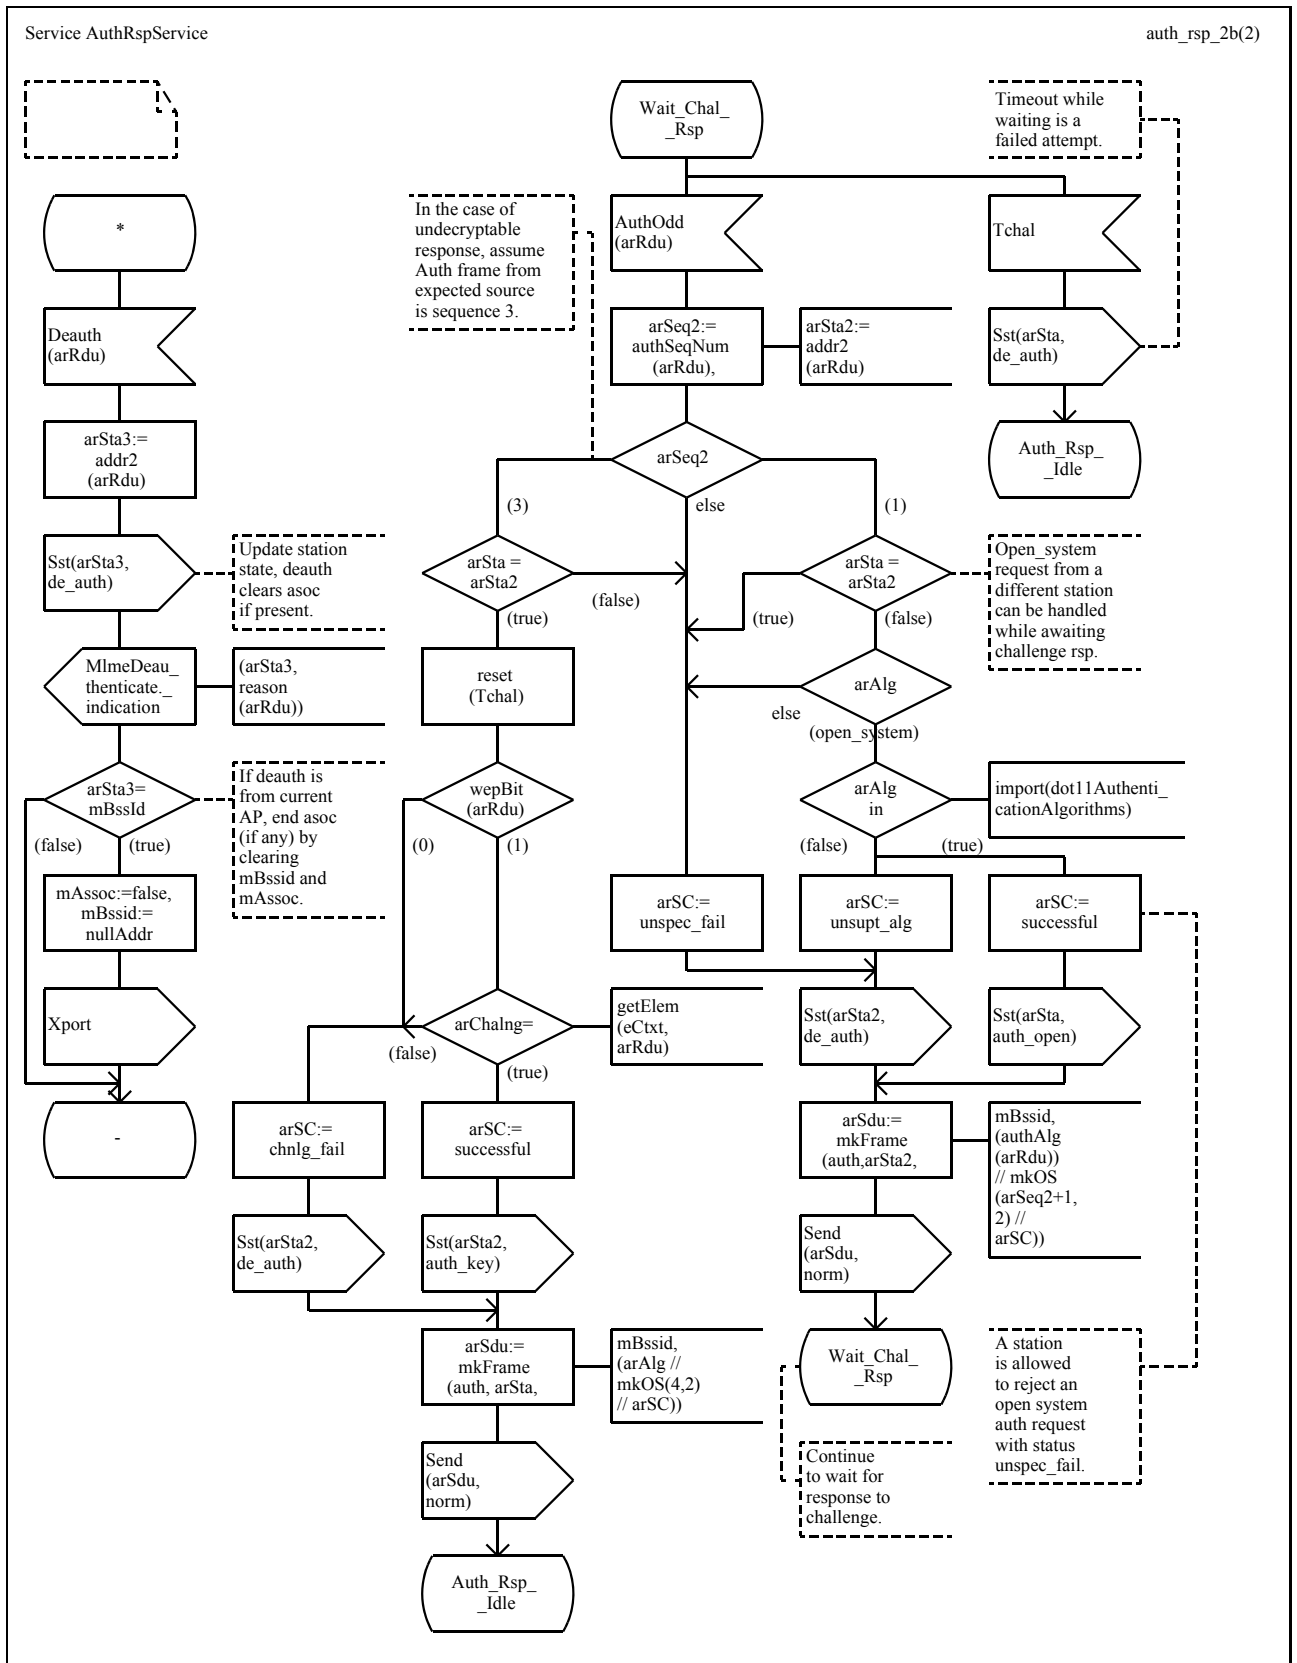 Service AuthRspService
auth_rsp_2b(2)
*
Deauth
(arRdu)
arSta3:=
addr2
(arRdu)
Sst(arSta3,
de_auth)
Update station
state, deauth
clears asoc
if present.
MlmeDeau_
thenticate._
indication
(arSta3,
reason
(arRdu))
arSta3=
mBssId
(false)
(true)
If deauth is
from current
AP, end asoc
(if any) by
clearing
mBssid and
mAssoc.
mAssoc:=false,
mBssid:=
nullAddr
Xport
-
Wait_Chal_
_Rsp
Timeout while
waiting is a
failed attempt.
In the case of
undecryptable
response, assume
Auth frame from
expected source
is sequence 3.
AuthOdd
(arRdu)
Tchal
arSeq2:=
authSeqNum
(arRdu),
arSta2:=
addr2
(arRdu)
Sst(arSta,
de_auth)
Auth_Rsp_
_Idle
arSeq2
(3)
else
(1)
arSta =
arSta2
(false)
(true)
arSta =
arSta2
(true)
(false)
Open_system
request from a
different station
can be handled
while awaiting
challenge rsp.
reset
(Tchal)
arAlg
else
(open_system)
wepBit
(arRdu)
(0)
(1)
arAlg
in
import(dot11Authenti_
cationAlgorithms)
(false)
(true)
arSC:=
unspec_fail
arSC:=
unsupt_alg
arSC:=
successful
arChalng=
getElem
(eCtxt,
arRdu)
(false)
(true)
Sst(arSta2,
de_auth)
Sst(arSta,
auth_open)
arSC:=
chnlg_fail
arSC:=
successful
arSdu:=
mkFrame
(auth,arSta2,
mBssid,
(authAlg
(arRdu))
// mkOS
(arSeq2+1,
2) //
arSC))
Sst(arSta2,
de_auth)
Sst(arSta2,
auth_key)
Send
(arSdu,
norm)
arSdu:=
mkFrame
(auth, arSta,
mBssid,
(arAlg //
mkOS(4,2)
// arSC))
Wait_Chal_
_Rsp
A station
is allowed
to reject an
open system
auth request
with status
unspec_fail.
Send
(arSdu,
norm)
Continue
to wait for
response to
challenge.
Auth_Rsp_
_Idle